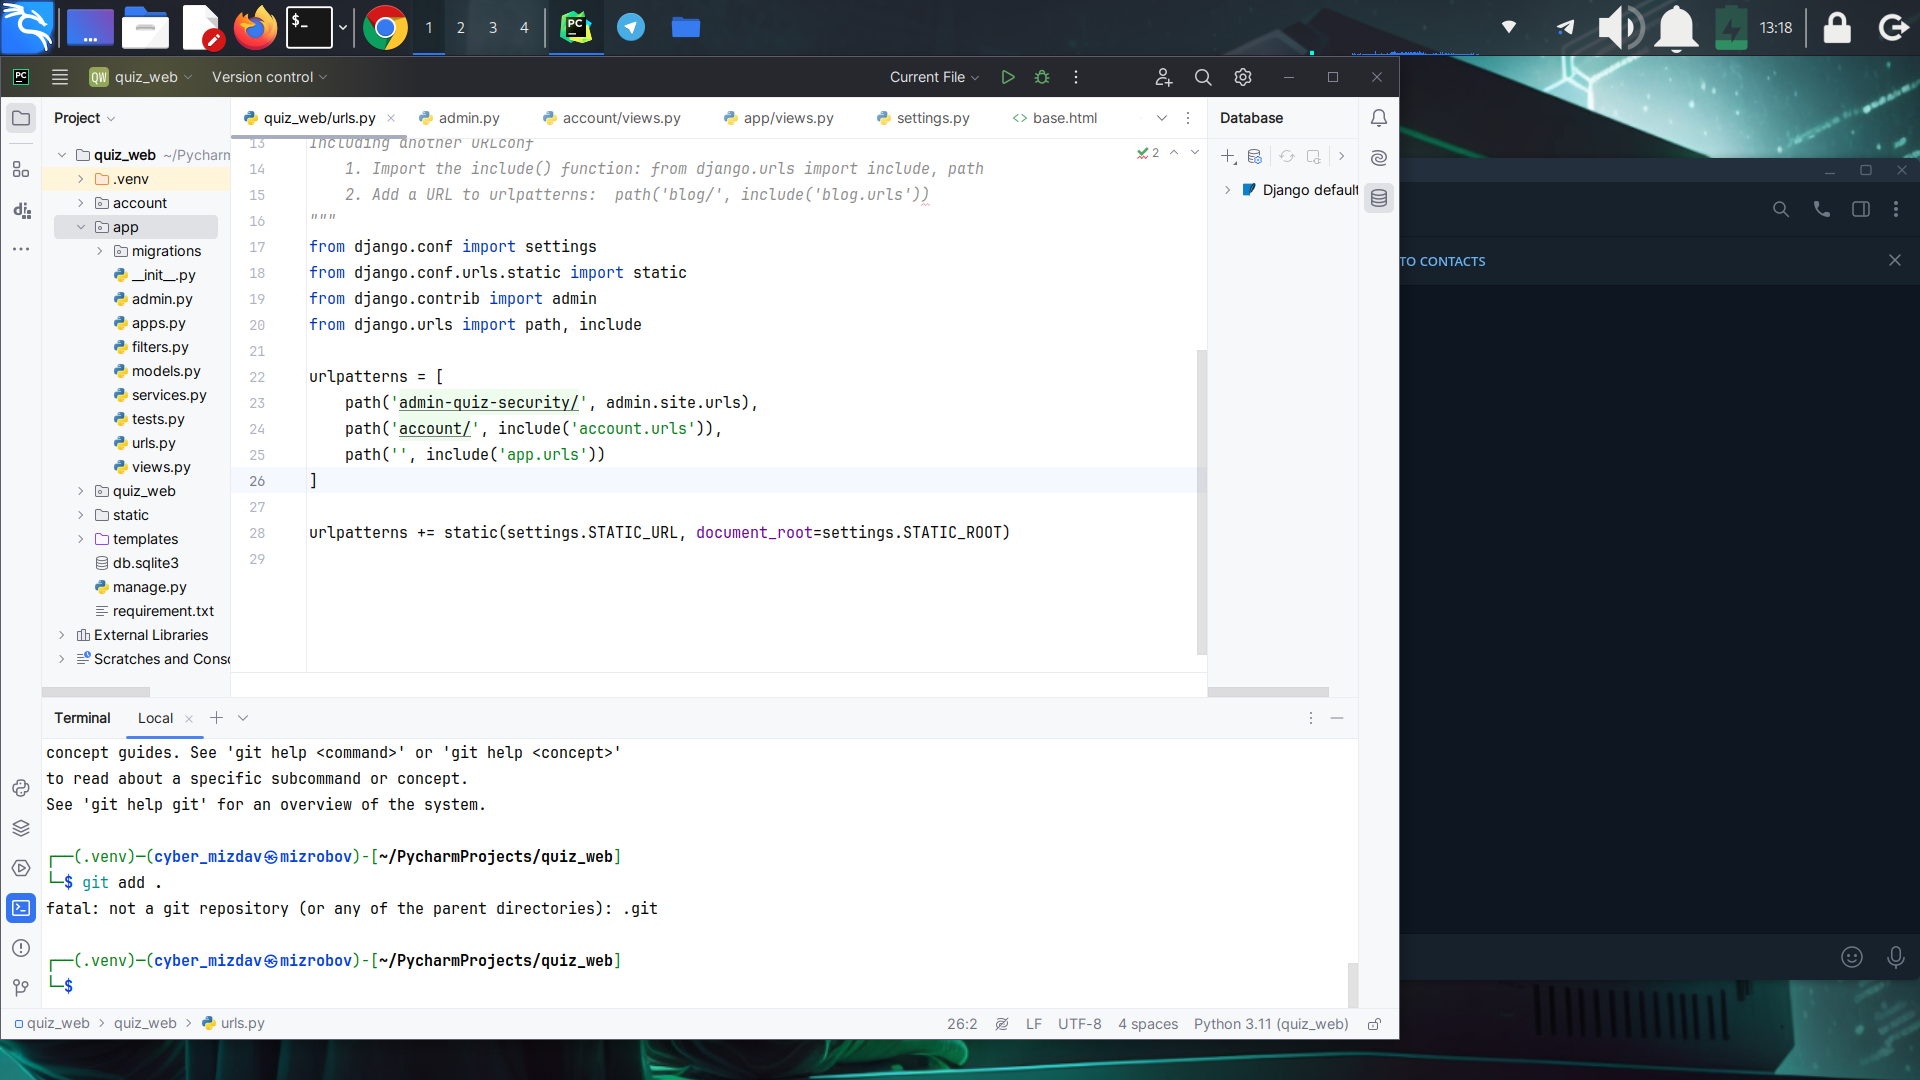 1 2 3 4
13:18
QW quiz_web
Version control
Current File
Project
quiz_web/urls.py
admin.py
account/views.py
app/views.py
settings.py
base.html
Database
quiz_web ~/Pycharm
.venv
account
app
migrations
__init__.py
admin.py
apps.py
filters.py
models.py
services.py
tests.py
urls.py
views.py
quiz_web
static
templates
db.sqlite3
manage.py
requirement.txt
External Libraries
Scratches and Conso
13 Including another URLconf
14 1. Import the include() function: from django.urls import include, path
15 2. Add a URL to urlpatterns: path('blog/', include('blog.urls'))
16 """
17 from django.conf import settings
18 from django.conf.urls.static import static
19 from django.contrib import admin
20 from django.urls import path, include
21
22 urlpatterns = [
23 path('admin-quiz-security/', admin.site.urls),
24 path('account/', include('account.urls')),
25 path('', include('app.urls'))
26 ]
27
28 urlpatterns += static(settings.STATIC_URL, document_root=settings.STATIC_ROOT)
29
2
Django default
TO CONTACTS
Terminal
Local
concept guides. See 'git help <command>' or 'git help <concept>'
to read about a specific subcommand or concept.
See 'git help git' for an overview of the system.
┌──(.venv)─(cyber_mizdav㉿mizrobov)-[~/PycharmProjects/quiz_web]
└─$ git add .
fatal: not a git repository (or any of the parent directories): .git
┌──(.venv)─(cyber_mizdav㉿mizrobov)-[~/PycharmProjects/quiz_web]
└─$
quiz_web > quiz_web > urls.py
26:2
LF
UTF-8
4 spaces
Python 3.11 (quiz_web)